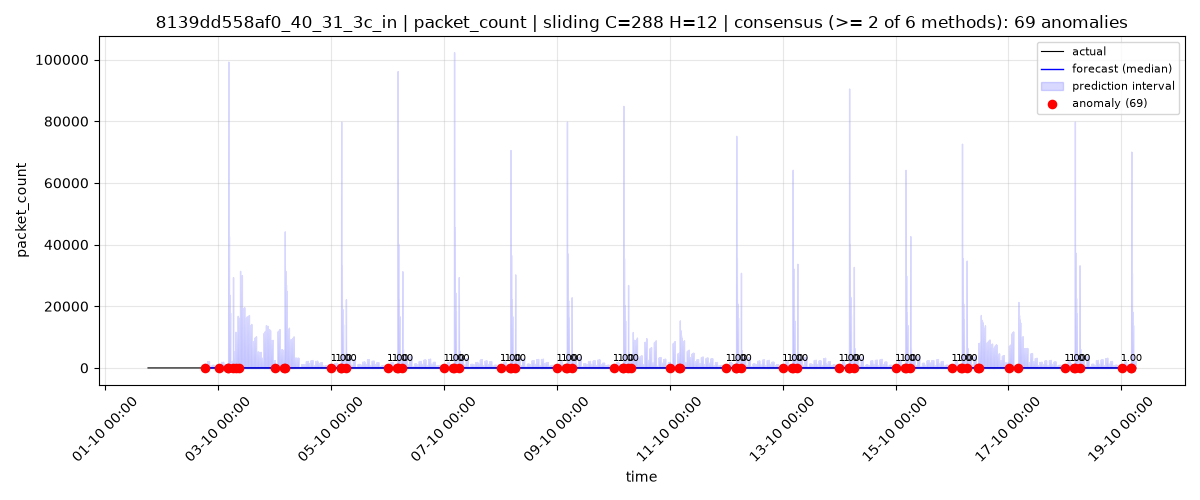 8139dd558af0_40_31_3c_in | packet_count | sliding C=288 H=12 | consensus (>= 2 of 6 methods): 69 anomalies
actual
forecast (median)
prediction interval
anomaly (69)
packet_count
100000
80000
60000
40000
20000
0
1.00
01-10 00:00
03-10 00:00
05-10 00:00
07-10 00:00
09-10 00:00
11-10 00:00
13-10 00:00
15-10 00:00
17-10 00:00
19-10 00:00
time